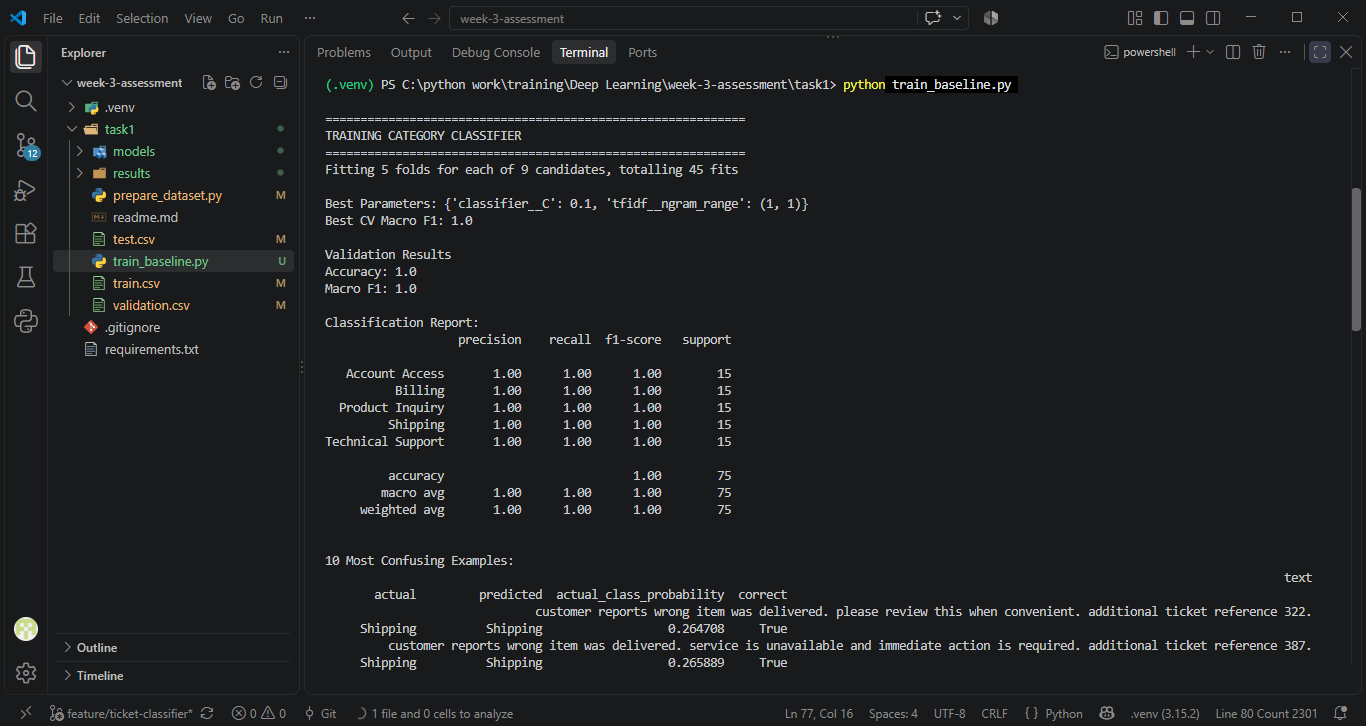 File Edit Selection View Go Run ··· week-3-assessment
Explorer ···
week-3-assessment
.venv
task1
models
results
prepare_dataset.py M
readme.md
test.csv M
train_baseline.py U
train.csv M
validation.csv M
.gitignore
requirements.txt
Outline
Timeline
12
Problems Output Debug Console Terminal Ports powershell
(.venv) PS C:\python work\training\Deep Learning\week-3-assessment\task1> python train_baseline.py
============================================================
TRAINING CATEGORY CLASSIFIER
============================================================
Fitting 5 folds for each of 9 candidates, totalling 45 fits
Best Parameters: {'classifier__C': 0.1, 'tfidf__ngram_range': (1, 1)}
Best CV Macro F1: 1.0
Validation Results
Accuracy: 1.0
Macro F1: 1.0
Classification Report:
precision recall f1-score support
Account Access 1.00 1.00 1.00 15
Billing 1.00 1.00 1.00 15
Product Inquiry 1.00 1.00 1.00 15
Shipping 1.00 1.00 1.00 15
Technical Support 1.00 1.00 1.00 15
accuracy 1.00 75
macro avg 1.00 1.00 1.00 75
weighted avg 1.00 1.00 1.00 75
10 Most Confusing Examples:
text
actual predicted actual_class_probability correct
customer reports wrong item was delivered. please review this when convenient. additional ticket reference 322.
Shipping Shipping 0.264708 True
customer reports wrong item was delivered. service is unavailable and immediate action is required. additional ticket reference 387.
Shipping Shipping 0.265889 True
feature/ticket-classifier* 0 0 Git 1 file and 0 cells to analyze Ln 77, Col 16 Spaces: 4 UTF-8 CRLF { } Python .venv (3.15.2) Line 80 Count 2301